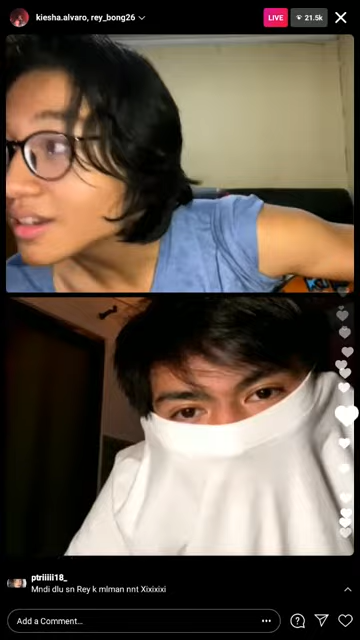 kiesha.alvaro, rey_bong26
LIVE
21.5k
ptriiiii18_
Mndi dlu sn Rey k mlman nnt Xixixixi
Add a Comment...